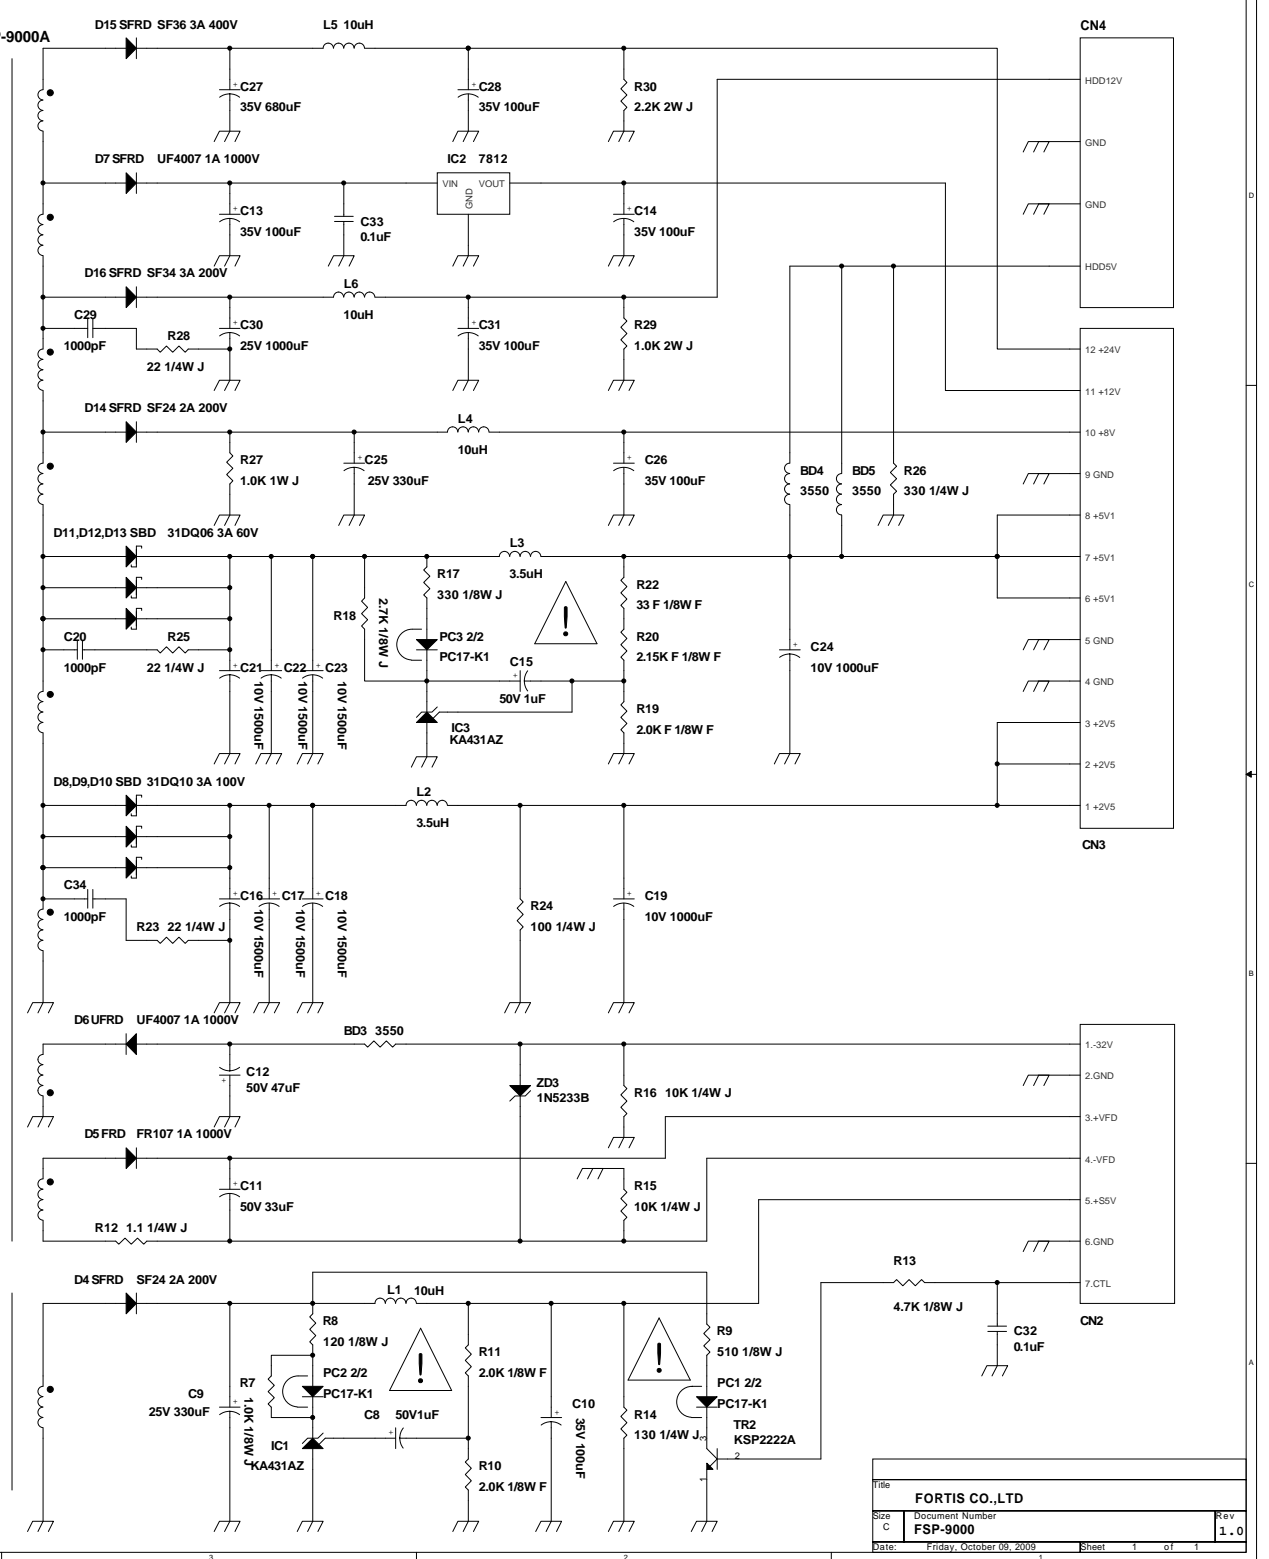 -9000A
D15 SFRD SF36 3A 400V
L5 10uH
CN4
+ C27
35V 680uF
+ C28
35V 100uF
R30
2.2K 2W J
HDD12V
GND
GND
HDD5V
D7 SFRD UF4007 1A 1000V
IC2 7812
VIN VOUT
GND
+ C13
35V 100uF
C33
0.1uF
+ C14
35V 100uF
D16 SFRD SF34 3A 200V
L6
10uH
C29
1000pF
R28
22 1/4W J
+ C30
25V 1000uF
+ C31
35V 100uF
R29
1.0K 2W J
12 +24V
11 +12V
10 +8V
9 GND
8 +5V1
7 +5V1
6 +5V1
5 GND
4 GND
3 +2V5
2 +2V5
1 +2V5
CN3
D14 SFRD SF24 2A 200V
L4
10uH
R27
1.0K 1W J
+ C25
25V 330uF
+ C26
35V 100uF
BD4
3550
BD5
3550
R26
330 1/4W J
D11,D12,D13 SBD 31DQ06 3A 60V
L3
3.5uH
R17
330 1/8W J
R18
2.7K 1/8W J
!
R22
33 F 1/8W F
R20
2.15K F 1/8W F
PC3 2/2
PC17-K1
C20
1000pF
R25
22 1/4W J
+ C21
10V 1500uF
+ C22
10V 1500uF
+ C23
10V 1500uF
+ C15
50V 1uF
+ C24
10V 1000uF
IC3
KA431AZ
R19
2.0K F 1/8W F
D8,D9,D10 SBD 31DQ10 3A 100V
L2
3.5uH
C34
1000pF
R23 22 1/4W J
+ C16
10V 1500uF
+ C17
10V 1500uF
+ C18
10V 1500uF
R24
100 1/4W J
+ C19
10V 1000uF
D6 UFRD UF4007 1A 1000V
BD3 3550
C12
+ 50V 47uF
ZD3
1N5233B
R16 10K 1/4W J
1.-32V
2.GND
3.+VFD
4.-VFD
5.+S5V
6.GND
7.CTL
CN2
D5 FRD FR107 1A 1000V
+ C11
50V 33uF
R15
10K 1/4W J
R12 1.1 1/4W J
D4 SFRD SF24 2A 200V
L1 10uH
R13
4.7K 1/8W J
C32
0.1uF
R8
120 1/8W J
!
R11
2.0K 1/8W F
!
R9
510 1/8W J
R7
1.0K 1/8W J
PC2 2/2
PC17-K1
PC1 2/2
PC17-K1
C9
25V 330uF +
C8 50V1uF
+
+ C10
35V 100uF
R14
130 1/4W J
TR2
KSP2222A
3
2
1
IC1
KA431AZ
R10
2.0K 1/8W F
Title
FORTIS CO.,LTD
Size Document Number Rev
C FSP-9000 1.0
Date: Friday, October 09, 2009 Sheet 1 of 1
D
C
B
A
3 2 1